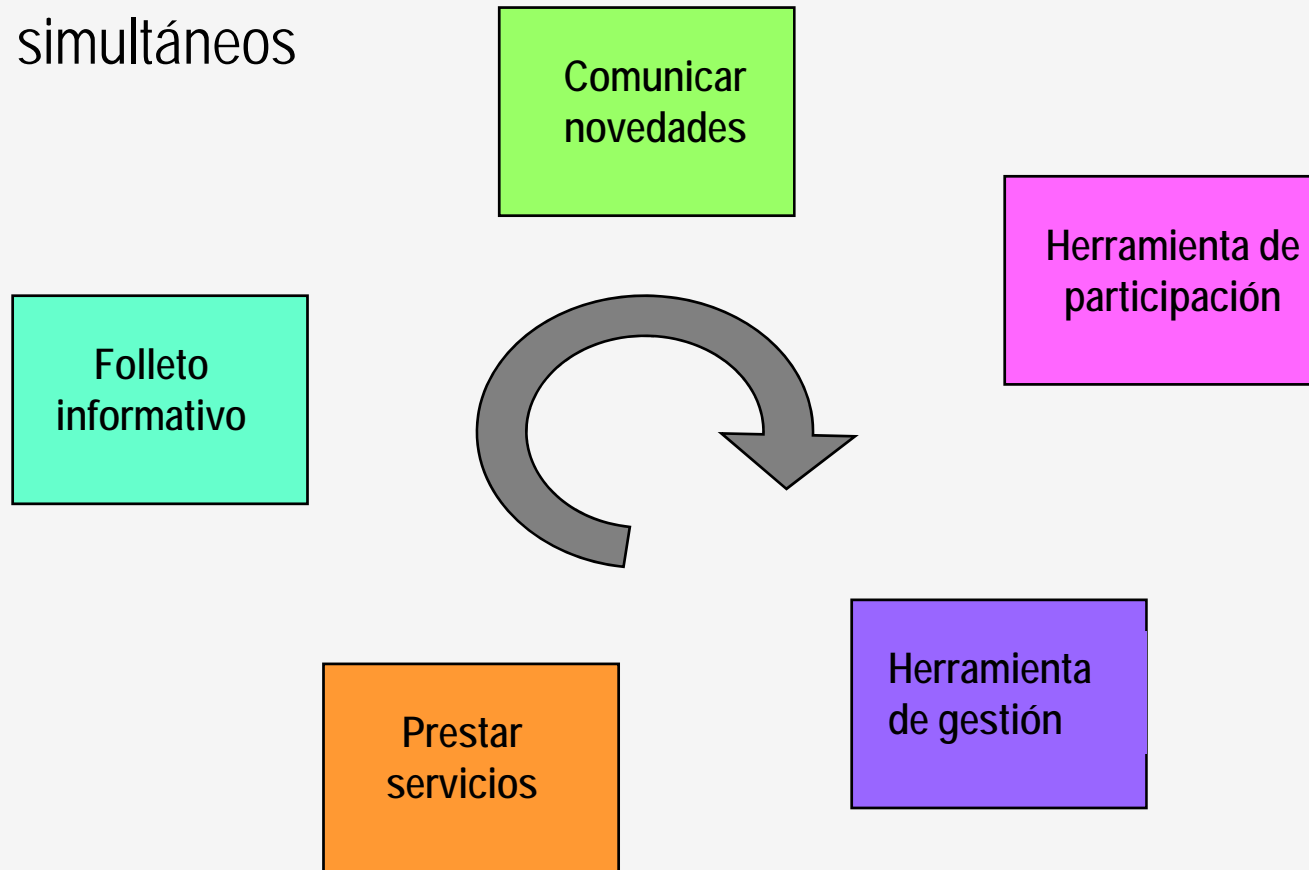 simultáneos
Comunicar
novedades
Herramienta de
participación
Folleto
informativo
Herramienta
de gestión
Prestar
servicios